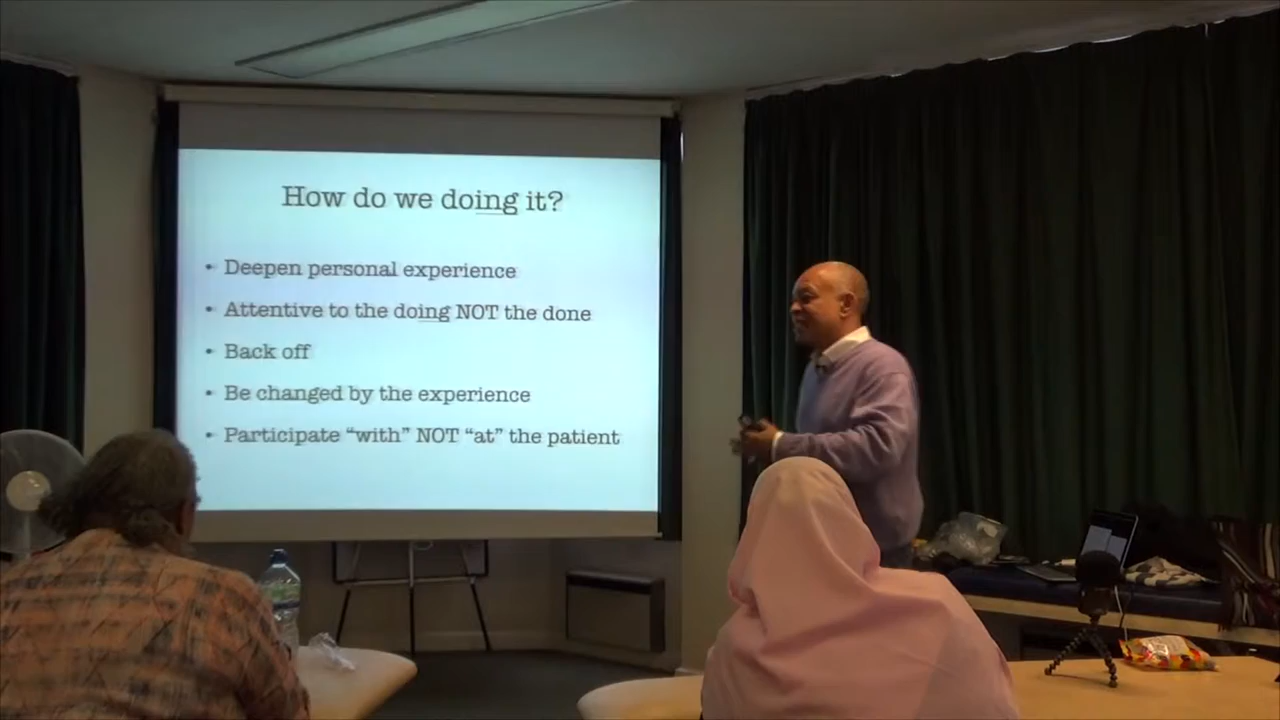 How do we doing it?
• Deepen personal experience
• Attentive to the doing NOT the done
• Back off
• Be changed by the experience
• Participate “with” NOT “at” the patient